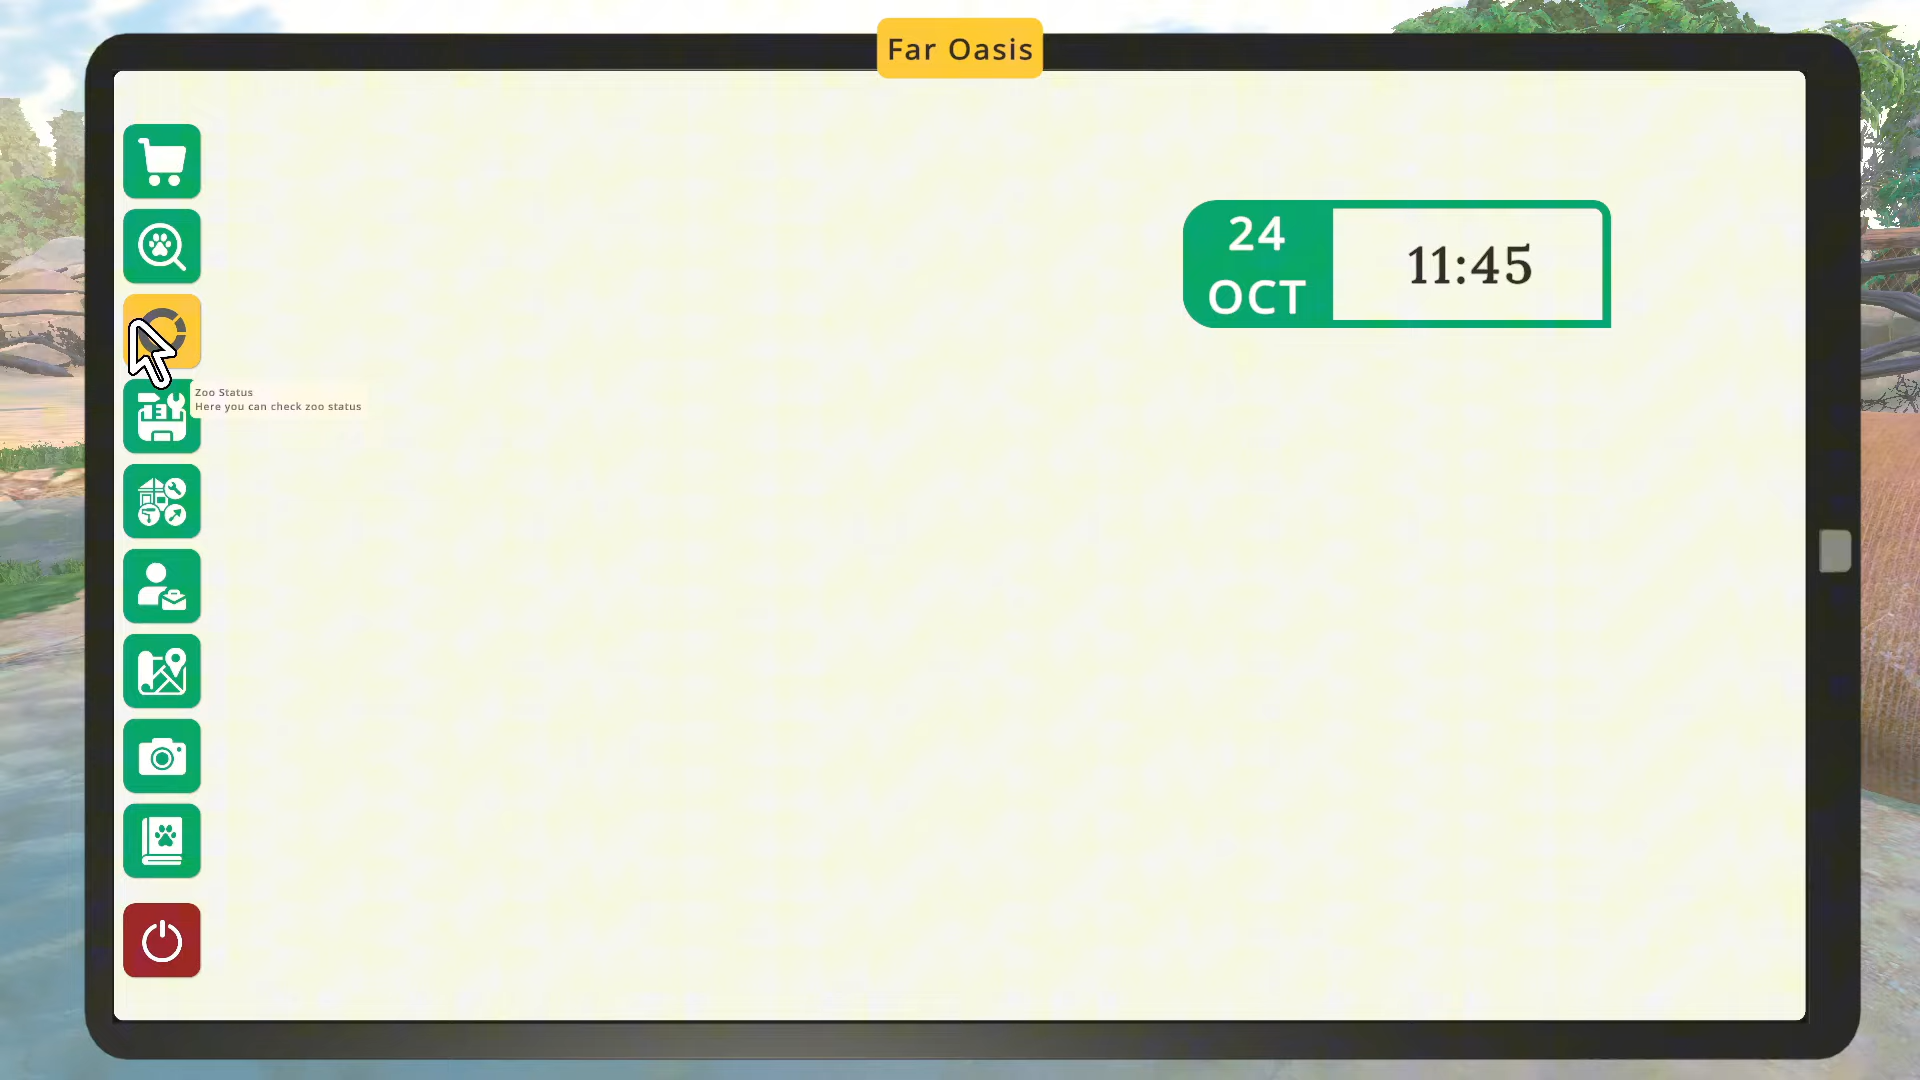 Far Oasis
24
OCT
11:45
Zoo Status
Here you can check zoo status